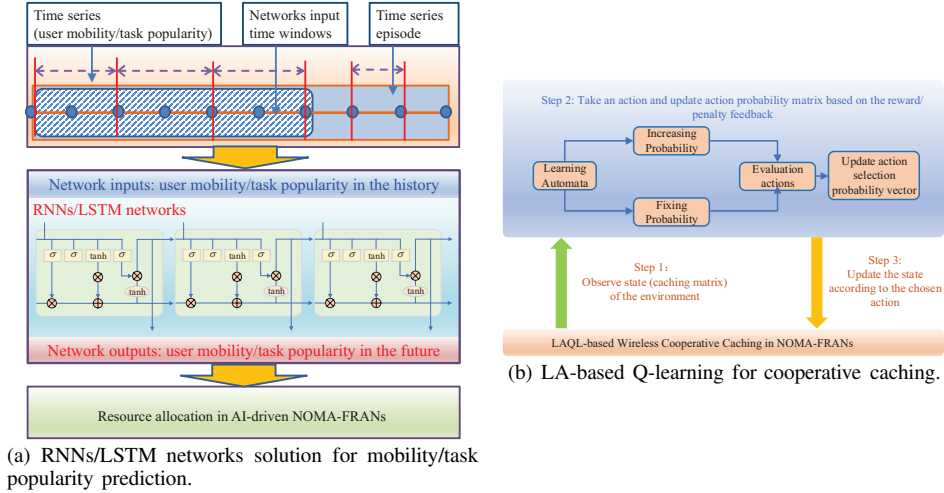 Time series
(user mobility/task popularity)
Networks input
time windows
Time series
episode
Network inputs: user mobility/task popularity in the history
RNNs/LSTM networks
σ σ tanh σ
tanh
σ σ tanh σ
tanh
σ σ tanh σ
tanh
Network outputs: user mobility/task popularity in the future
Resource allocation in AI-driven NOMA-FRANs
(a) RNNs/LSTM networks solution for mobility/task
popularity prediction.
Step 2: Take an action and update action probability matrix based on the reward/
penalty feedback
Increasing
Probability
Learning
Automata
Evaluation
actions
Update action
selection
probability vector
Fixing
Probability
Step 1:
Observe state (caching matrix)
of the environment
Step 3:
Update the state
according to the chosen
action
LAQL-based Wireless Cooperative Caching in NOMA-FRANs
(b) LA-based Q-learning for cooperative caching.